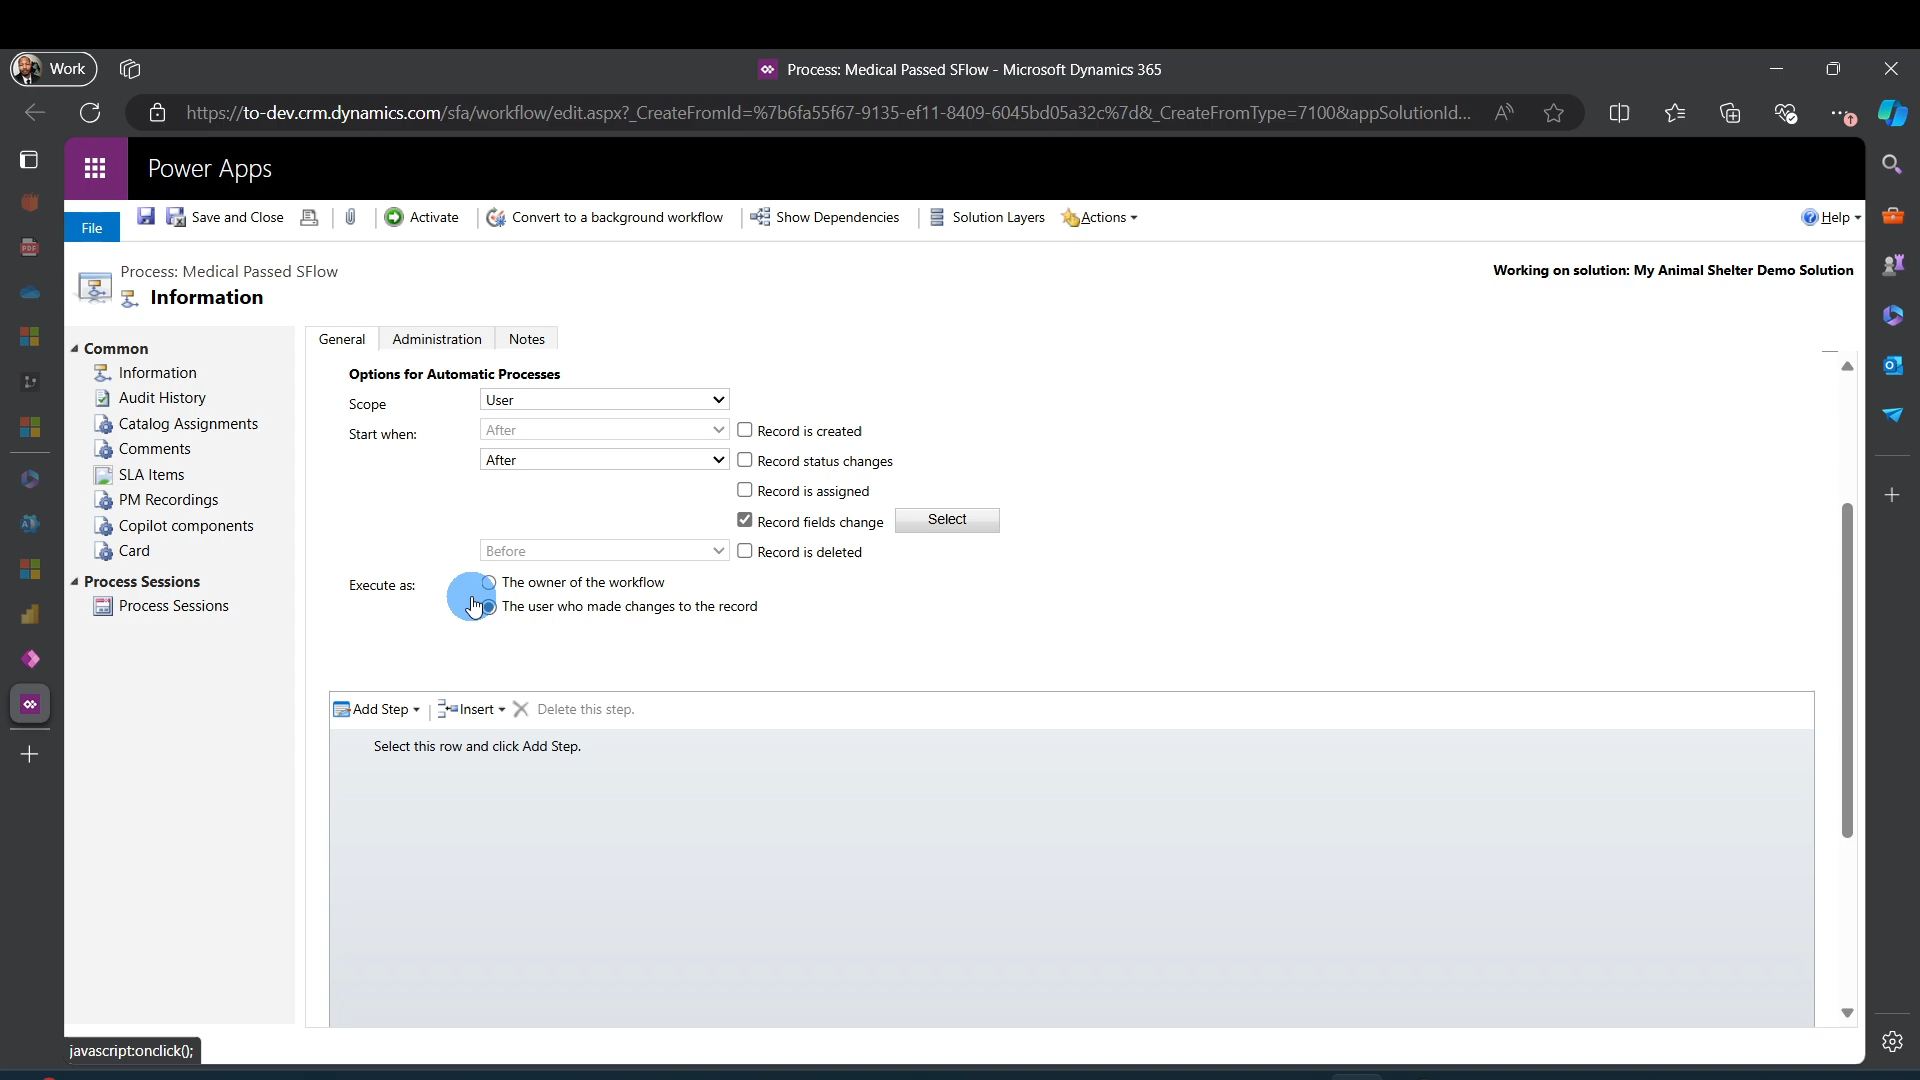 Work
Process: Medical Passed SFlow - Microsoft Dynamics 365
https://to-dev.crm.dynamics.com/sfa/workflow/edit.aspx?_CreateFromId=%7b6fa55f67-9135-ef11-8409-6045bd05a32c%7d&_CreateFromType=7100&appSolutionId...
Power Apps
File
Save and Close
Activate
Convert to a background workflow
Show Dependencies
Solution Layers
Actions
Help
Process: Medical Passed SFlow
Information
Working on solution: My Animal Shelter Demo Solution
Common
Information
Audit History
Catalog Assignments
Comments
SLA Items
PM Recordings
Copilot components
Card
Process Sessions
Process Sessions
General
Administration
Notes
Options for Automatic Processes
Scope
User
Start when:
After
Record is created
After
Record status changes
Record is assigned
Record fields change
Select
Before
Record is deleted
Execute as:
The owner of the workflow
The user who made changes to the record
Add Step
Insert
Delete this step.
Select this row and click Add Step.
javascript:onclick();